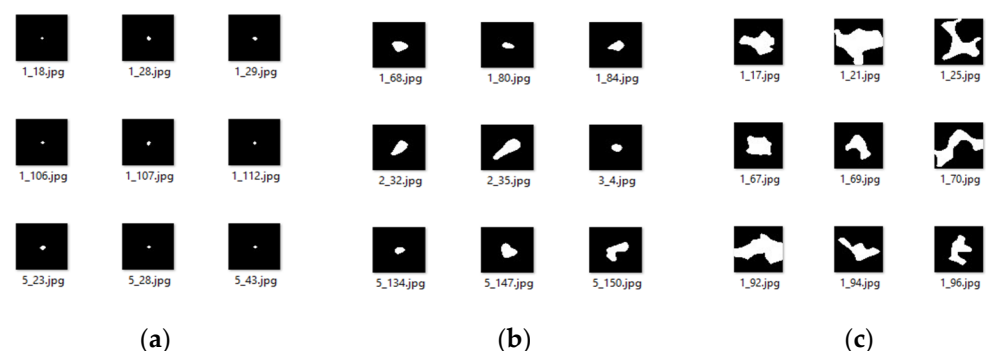 1_18.jpg 1_28.jpg 1_29.jpg 1_68.jpg 1_80.jpg 1_84.jpg 1_17.jpg 1_21.jpg 1_25.jpg
1_106.jpg 1_107.jpg 1_112.jpg 2_32.jpg 2_35.jpg 3_4.jpg 1_67.jpg 1_69.jpg 1_70.jpg
5_23.jpg 5_28.jpg 5_43.jpg 5_134.jpg 5_147.jpg 5_150.jpg 1_92.jpg 1_94.jpg 1_96.jpg
(a) (b) (c)